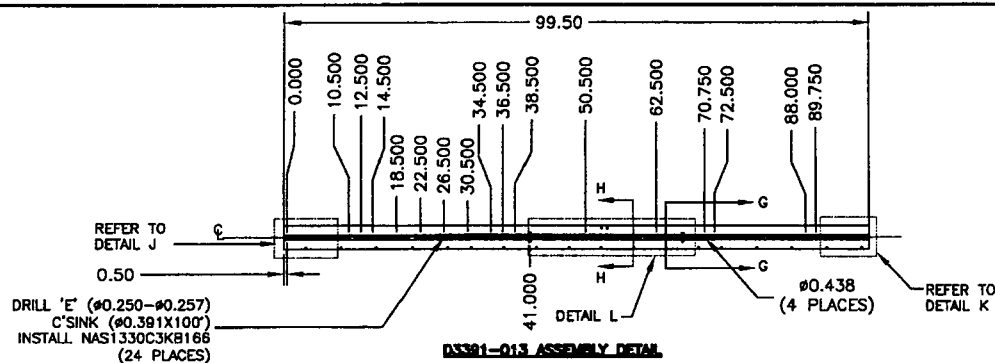 99.50
0.000
10.500
12.500
14.500
18.500
22.500
26.500
30.500
34.500
36.500
38.500
50.500
62.500
70.750
72.500
88.000
89.750
H
G
REFER TO
DETAIL J
℄
0.50
H
G
41.000
DETAIL L
ø0.438
(4 PLACES)
REFER TO
DETAIL K
DRILL 'E' (ø0.250-ø0.257)
C'SINK (ø0.391X100°)
INSTALL NAS1330C3KB166
(24 PLACES)
D3391-013 ASSEMBLY DETAIL